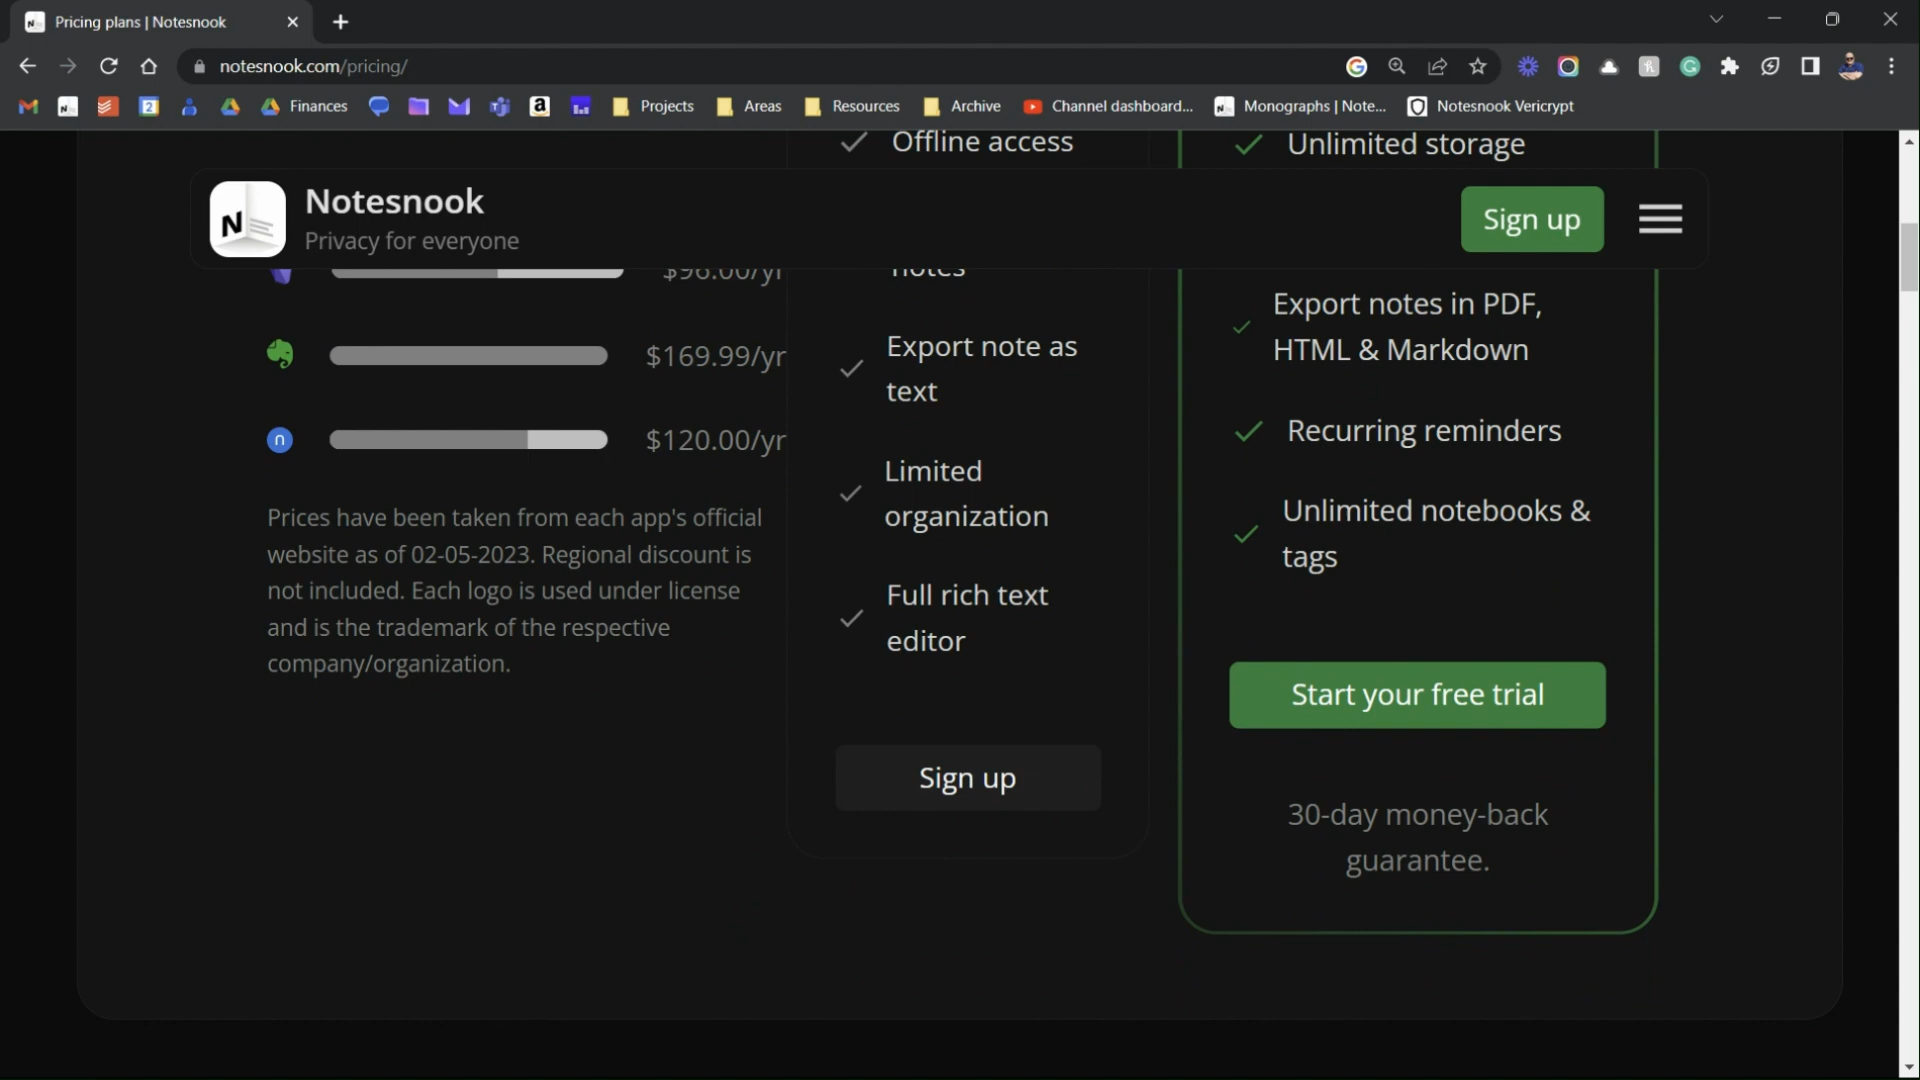 Pricing plans | Notesnook
notesnook.com/pricing/
Finances
Projects
Areas
Resources
Archive
Channel dashboard...
Monographs | Note...
Notesnook Vericrypt
Offline access
Unlimited storage
Notesnook
Privacy for everyone
Sign up
$96.00/yr
notes
Export notes in PDF,
HTML & Markdown
$169.99/yr
Export note as
text
$120.00/yr
Recurring reminders
Limited
organization
Unlimited notebooks &
tags
Prices have been taken from each app's official
website as of 02-05-2023. Regional discount is
not included. Each logo is used under license
and is the trademark of the respective
company/organization.
Full rich text
editor
Start your free trial
Sign up
30-day money-back
guarantee.